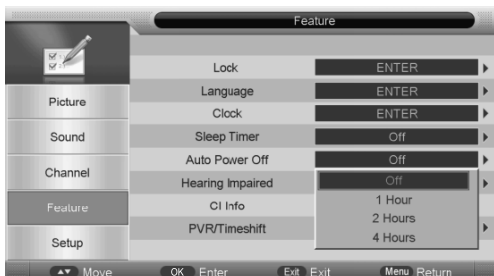 Feature
Lock ENTER
Language ENTER
Clock ENTER
Sleep Timer Off
Auto Power Off Off
Hearing Impaired Off
CI Info 1 Hour
PVR/Timeshift 2 Hours
4 Hours
Picture
Sound
Channel
Feature
Setup
Move OK Enter Exit Exit Menu Return